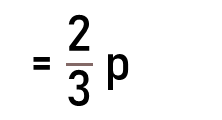 = 2/3 p